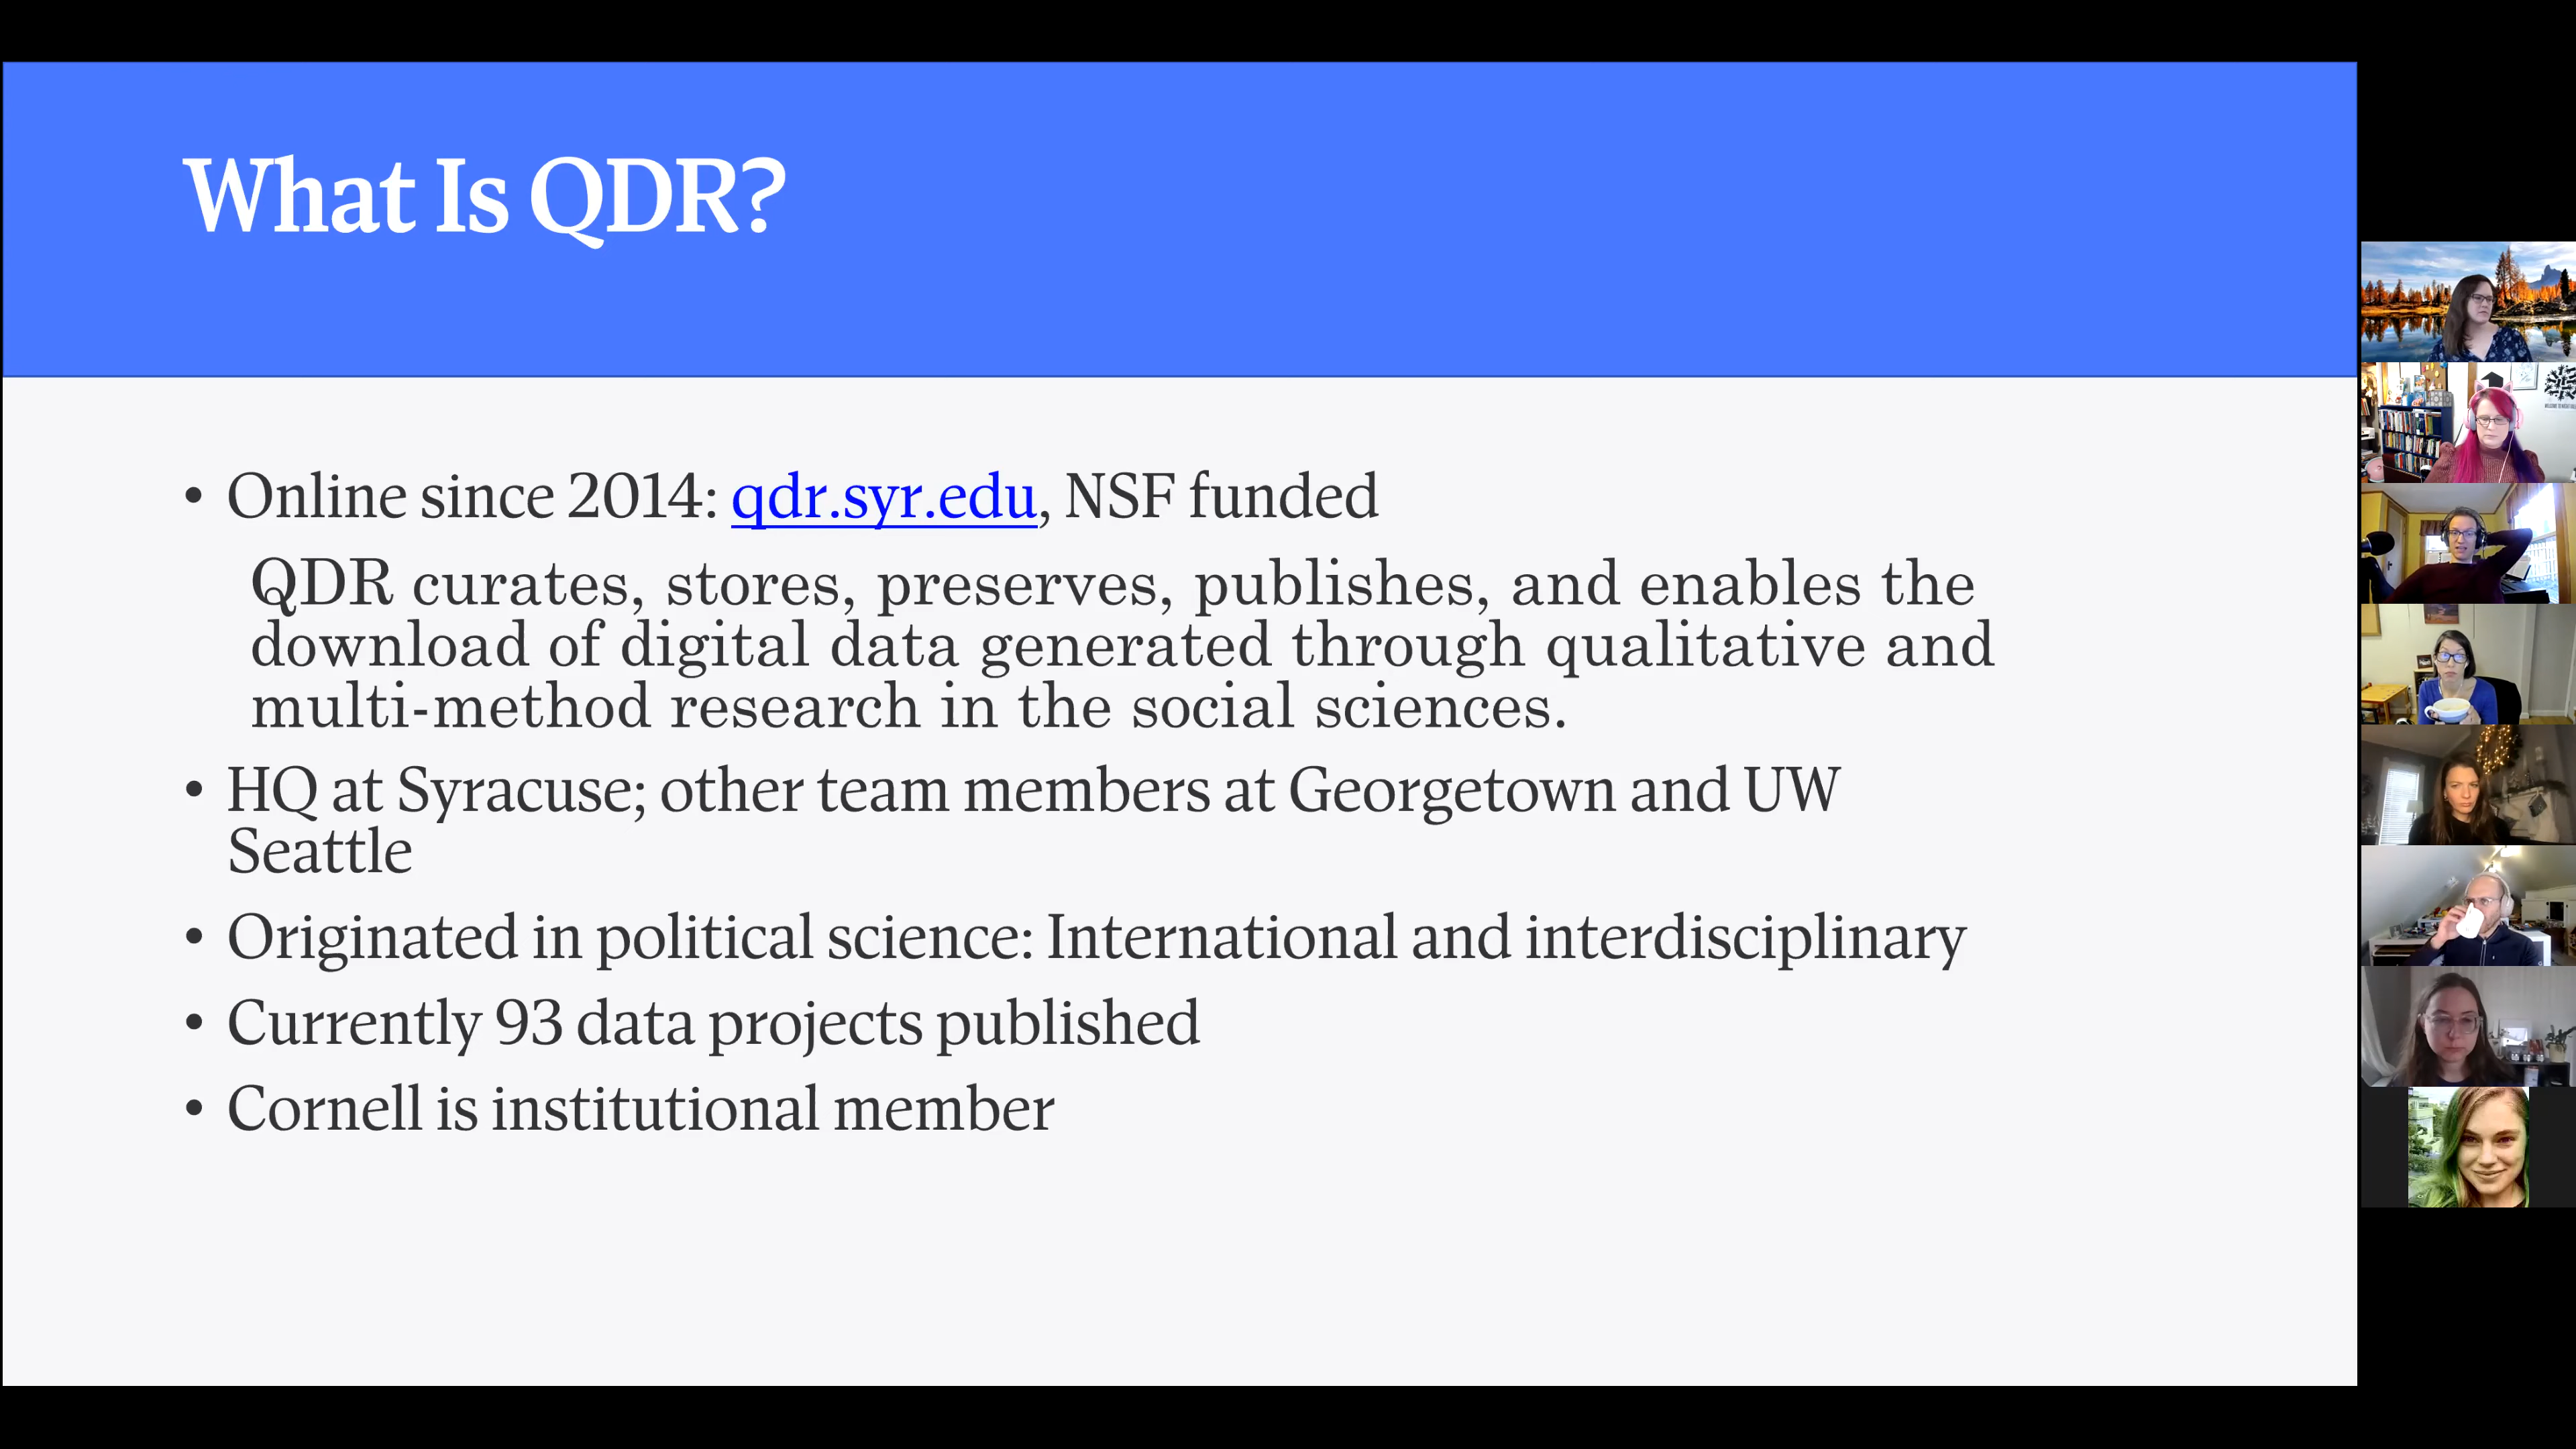 What Is QDR?
• Online since 2014: qdr.syr.edu, NSF funded
QDR curates, stores, preserves, publishes, and enables the
download of digital data generated through qualitative and
multi-method research in the social sciences.
• HQ at Syracuse; other team members at Georgetown and UW
Seattle
• Originated in political science: International and interdisciplinary
• Currently 93 data projects published
• Cornell is institutional member